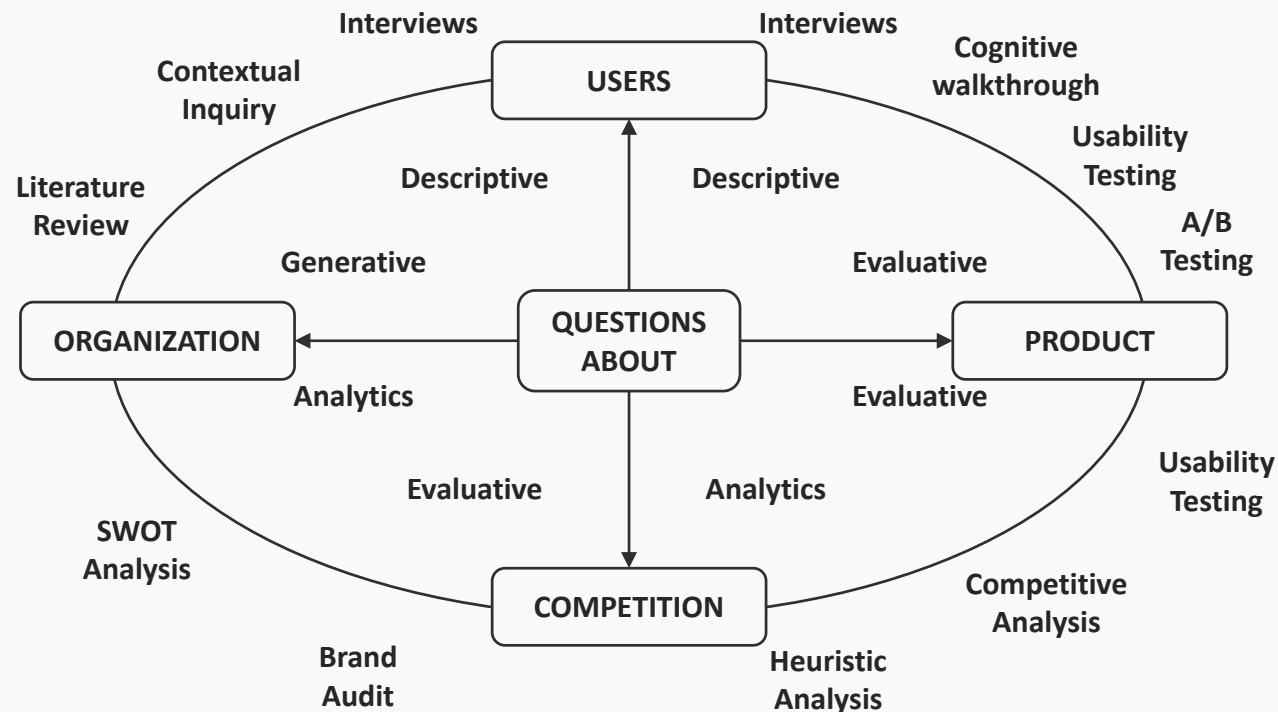 Interviews
Interviews
USERS
Contextual
Inquiry
Cognitive
walkthrough
Usability
Testing
Descriptive
Descriptive
Literature
Review
A/B
Testing
Generative
Evaluative
ORGANIZATION
QUESTIONS
ABOUT
PRODUCT
Analytics
Evaluative
Usability
Testing
Evaluative
Analytics
SWOT
Analysis
COMPETITION
Competitive
Analysis
Brand
Audit
Heuristic
Analysis